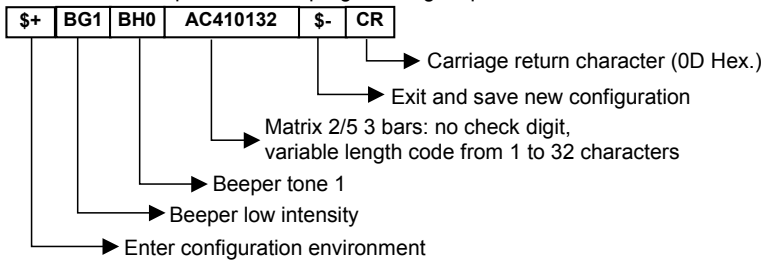 $+ BG1 BH0 AC410132 $- CR
Carriage return character (0D Hex.)
Exit and save new configuration
Matrix 2/5 3 bars: no check digit,
variable length code from 1 to 32 characters
Beeper tone 1
Beeper low intensity
Enter configuration environment